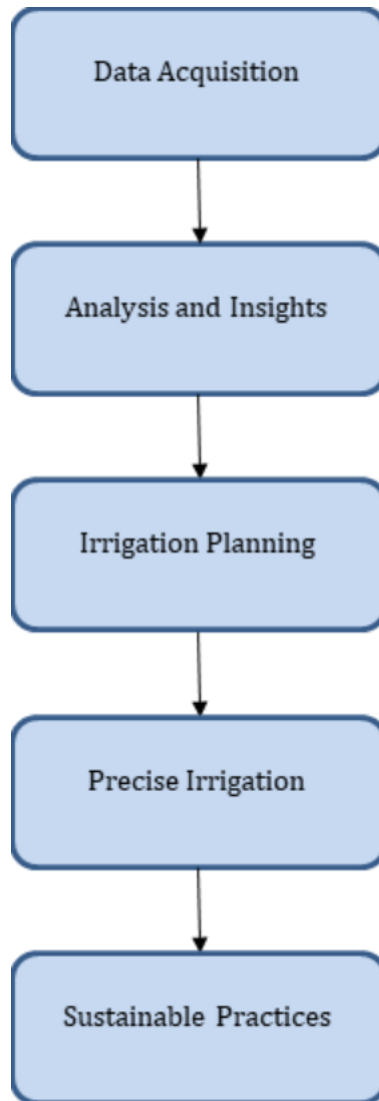 Data Acquisition
Analysis and Insights
Irrigation Planning
Precise Irrigation
Sustainable Practices